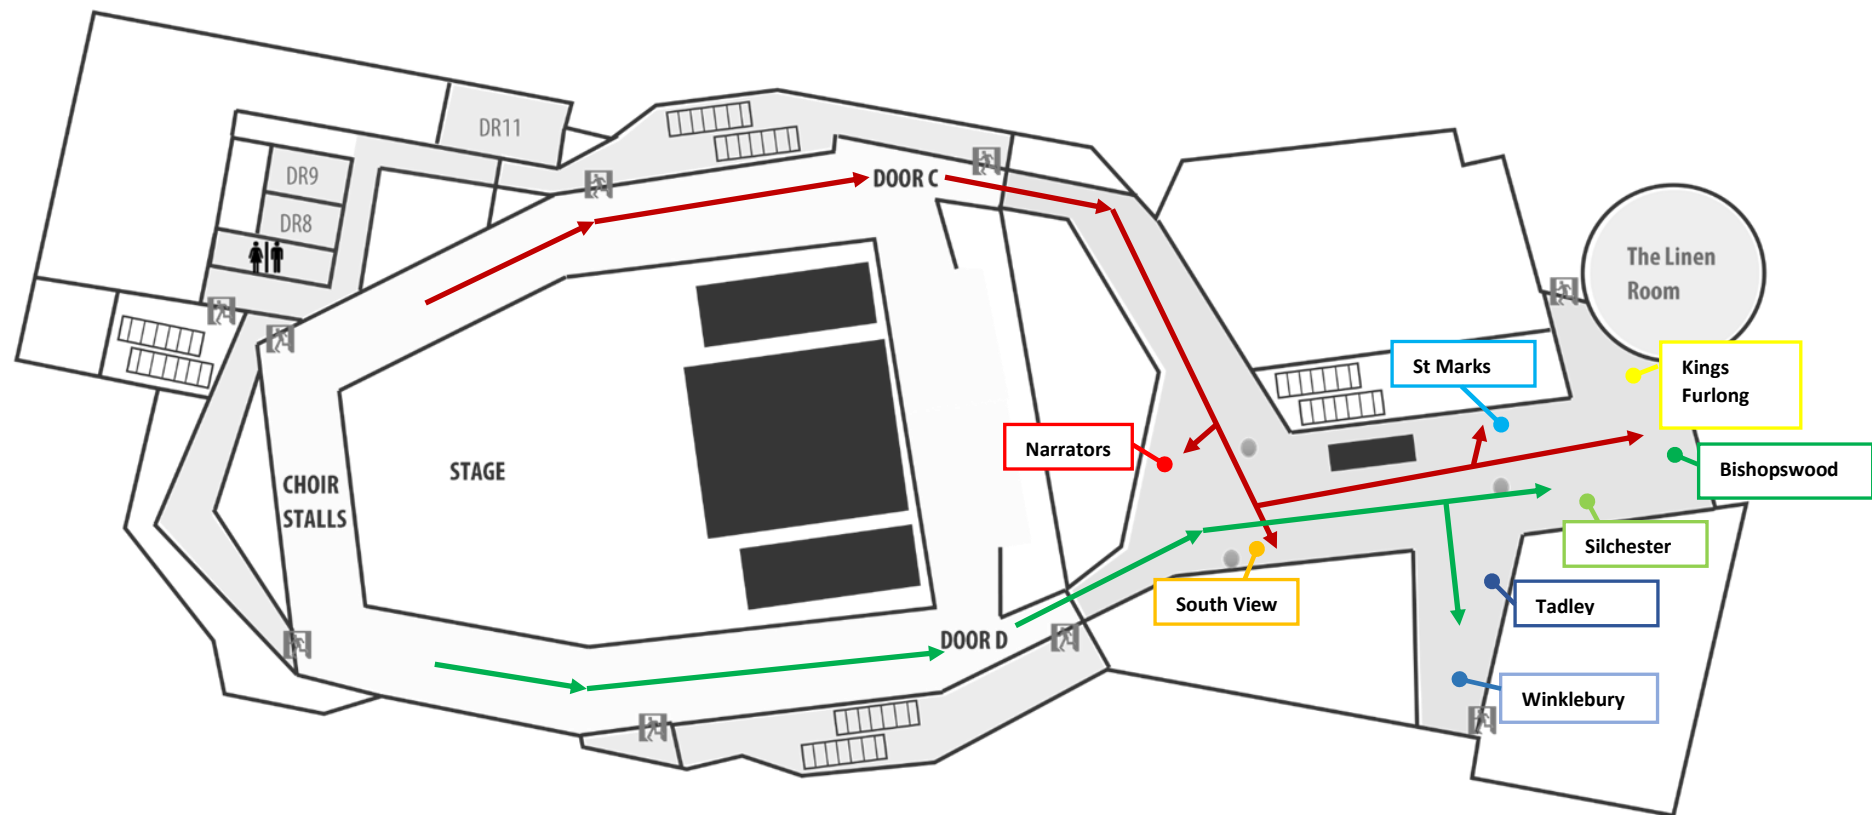 DR11
DR9
DR8
DOOR C
The Linen
Room
St Marks
Kings
Furlong
Narrators
Bishopswood
STAGE
CHOIR
STALLS
Silchester
South View
Tadley
DOOR D
Winklebury